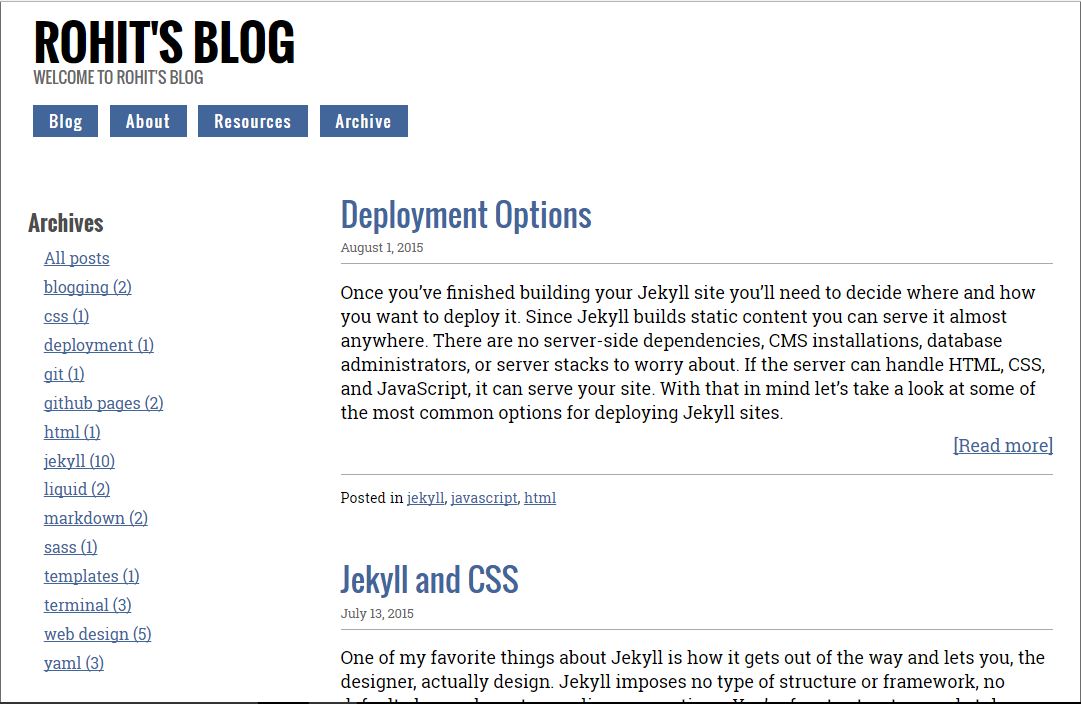 ROHIT'S BLOG
WELCOME TO ROHIT'S BLOG
Blog About Resources Archive
Archives
All posts
blogging (2)
css (1)
deployment (1)
git (1)
github pages (2)
html (1)
jekyll (10)
liquid (2)
markdown (2)
sass (1)
templates (1)
terminal (3)
web design (5)
yaml (3)
Deployment Options
August 1, 2015
Once you’ve finished building your Jekyll site you’ll need to decide where and how
you want to deploy it. Since Jekyll builds static content you can serve it almost
anywhere. There are no server-side dependencies, CMS installations, database
administrators, or server stacks to worry about. If the server can handle HTML, CSS,
and JavaScript, it can serve your site. With that in mind let’s take a look at some of
the most common options for deploying Jekyll sites.
[Read more]
Posted in jekyll, javascript, html
Jekyll and CSS
July 13, 2015
One of my favorite things about Jekyll is how it gets out of the way and lets you, the
designer, actually design. Jekyll imposes no type of structure or framework, no